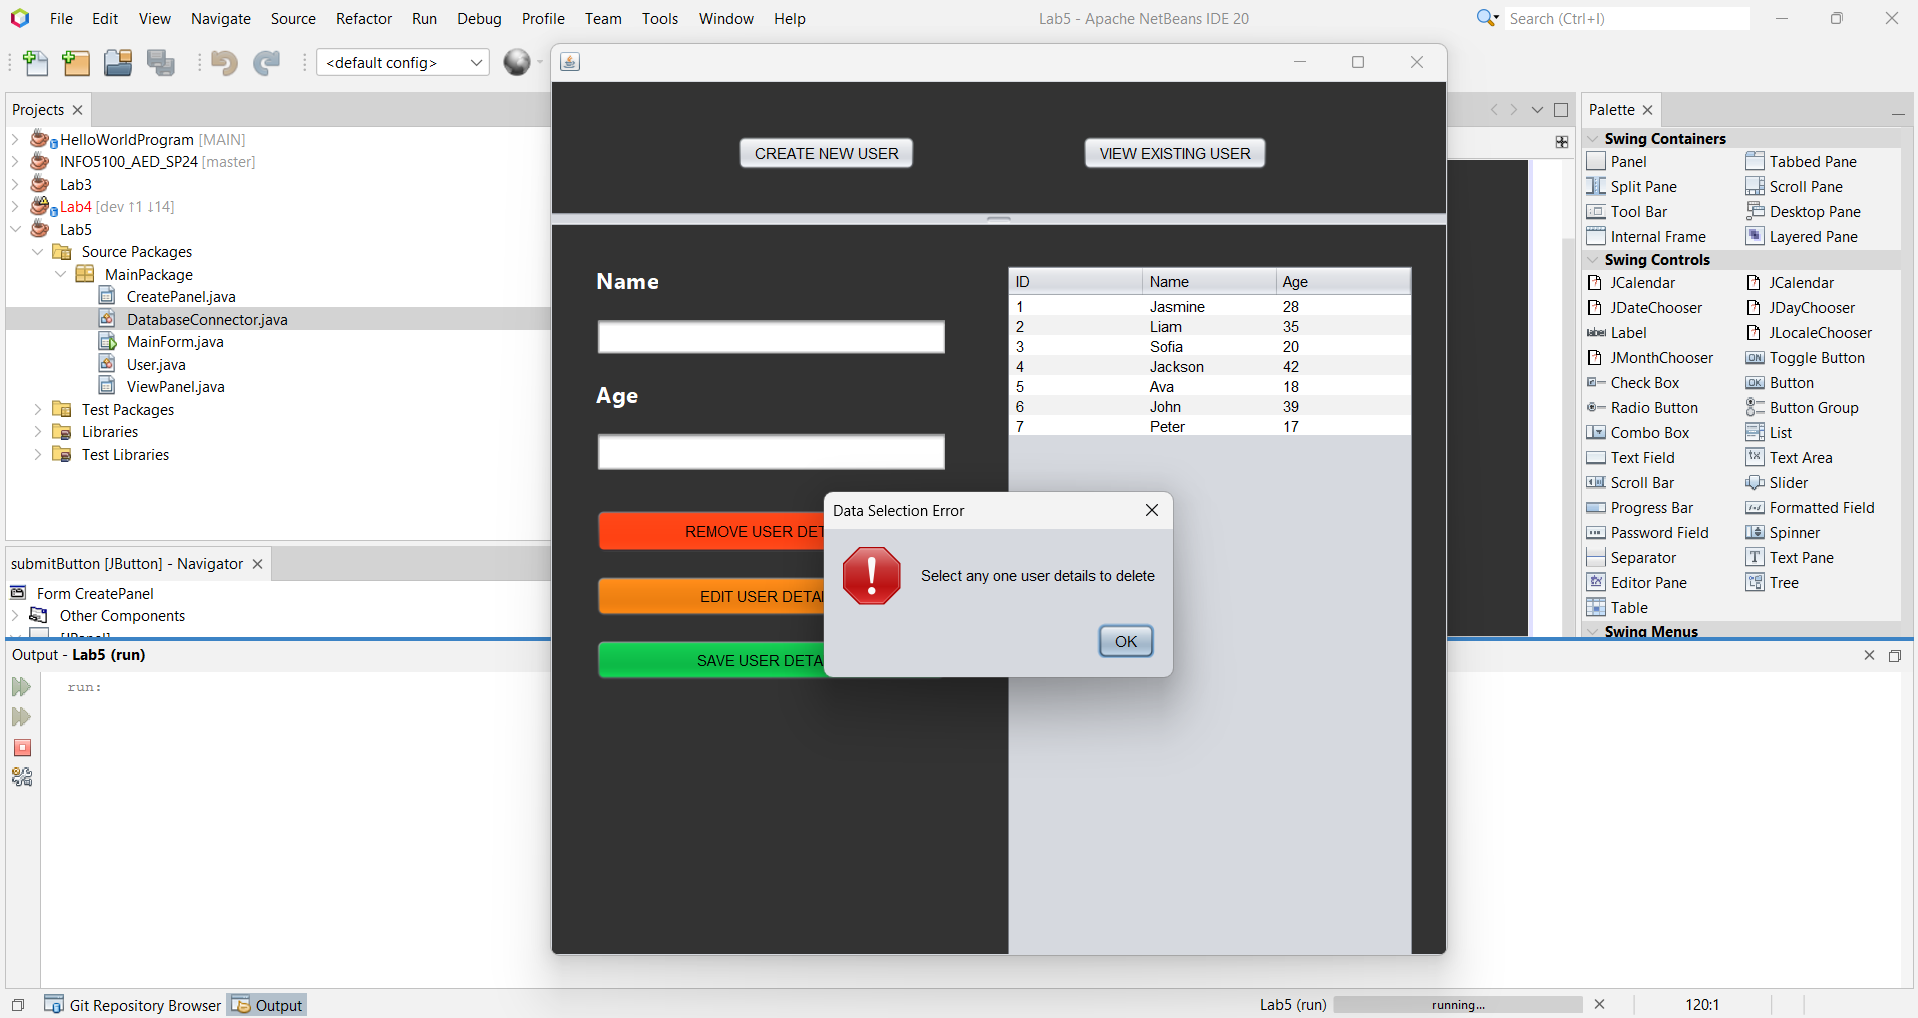 File Edit View Navigate Source Refactor Run Debug Profile Team Tools Window Help
Lab5 - Apache NetBeans IDE 20
Search (Ctrl+I)
<default config>
Projects
HelloWorldProgram [MAIN]
INFO5100_AED_SP24 [master]
Lab3
Lab4 [dev ↑1 ↓14]
Lab5
Source Packages
MainPackage
CreatePanel.java
DatabaseConnector.java
MainForm.java
User.java
ViewPanel.java
Test Packages
Libraries
Test Libraries
submitButton [JButton] - Navigator
Form CreatePanel
Other Components
[JPanel]
CREATE NEW USER
VIEW EXISTING USER
Name
Age
REMOVE USER DET
EDIT USER DETA
SAVE USER DETA
ID Name Age
1 Jasmine 28
2 Liam 35
3 Sofia 20
4 Jackson 42
5 Ava 18
6 John 39
7 Peter 17
Data Selection Error
Select any one user details to delete
OK
Palette
Swing Containers
Panel Tabbed Pane
Split Pane Scroll Pane
Tool Bar Desktop Pane
Internal Frame Layered Pane
Swing Controls
JCalendar JCalendar
JDateChooser JDayChooser
label Label JLocaleChooser
JMonthChooser ON Toggle Button
Check Box OK Button
Radio Button Button Group
Combo Box List
Text Field Text Area
Scroll Bar Slider
Progress Bar Formatted Field
Password Field Spinner
Separator Text Pane
Editor Pane Tree
Table
Swing Menus
Output - Lab5 (run)
run:
Git Repository Browser Output
Lab5 (run) running... 120:1